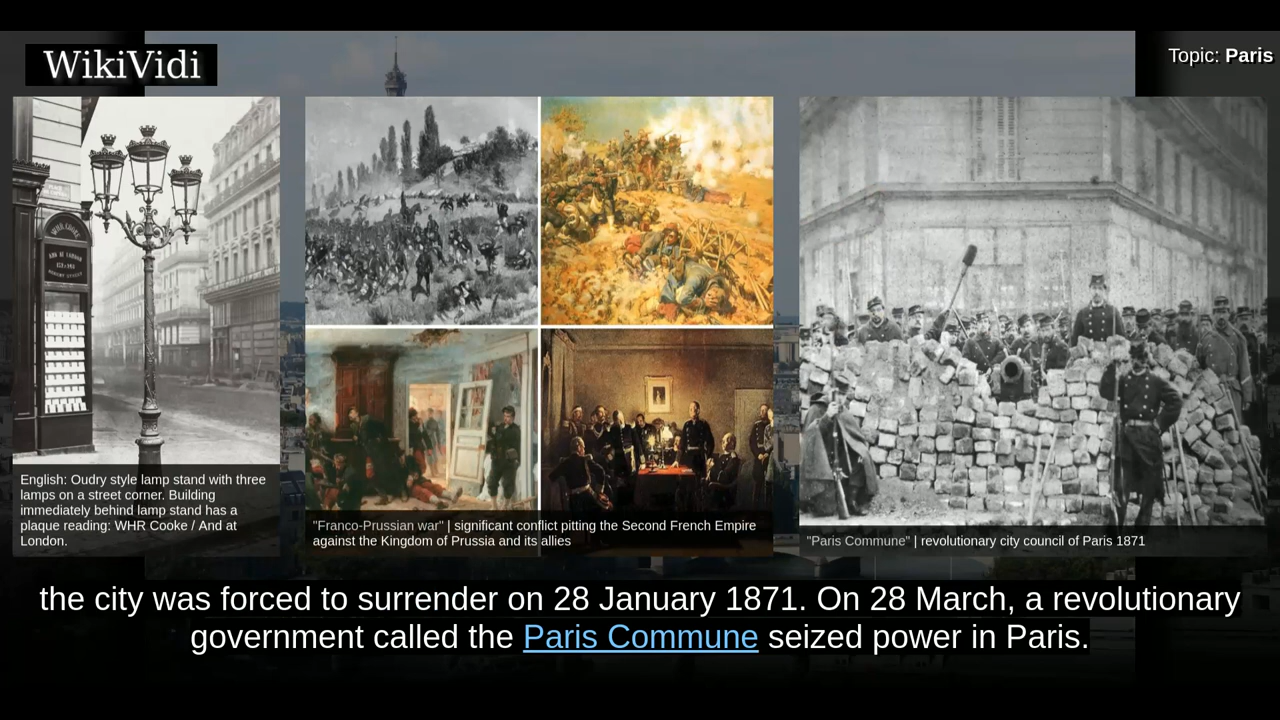 WikiVidi
Topic: Paris
English: Oudry style lamp stand with three
lamps on a street corner. Building
immediately behind lamp stand has a
plaque reading: WHR Cooke / And at
London.
"Franco-Prussian war" | significant conflict pitting the Second French Empire
against the Kingdom of Prussia and its allies
"Paris Commune" | revolutionary city council of Paris 1871
the city was forced to surrender on 28 January 1871. On 28 March, a revolutionary
government called the Paris Commune seized power in Paris.